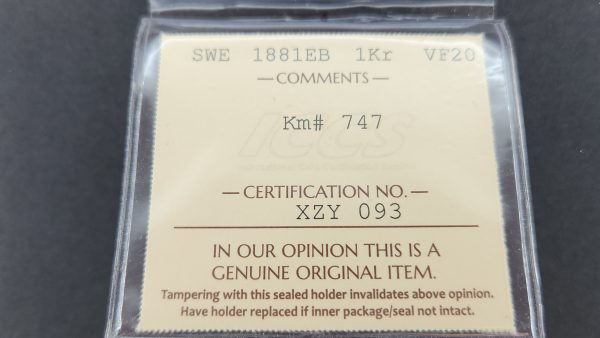 SWE 1881EB 1Kr VF20
—COMMENTS—
Km# 747
ICCS
—CERTIFICATION NO.—
XZY 093
IN OUR OPINION THIS IS A
GENUINE ORIGINAL ITEM.
Tampering with this sealed holder invalidates above opinion.
Have holder replaced if inner package/seal not intact.